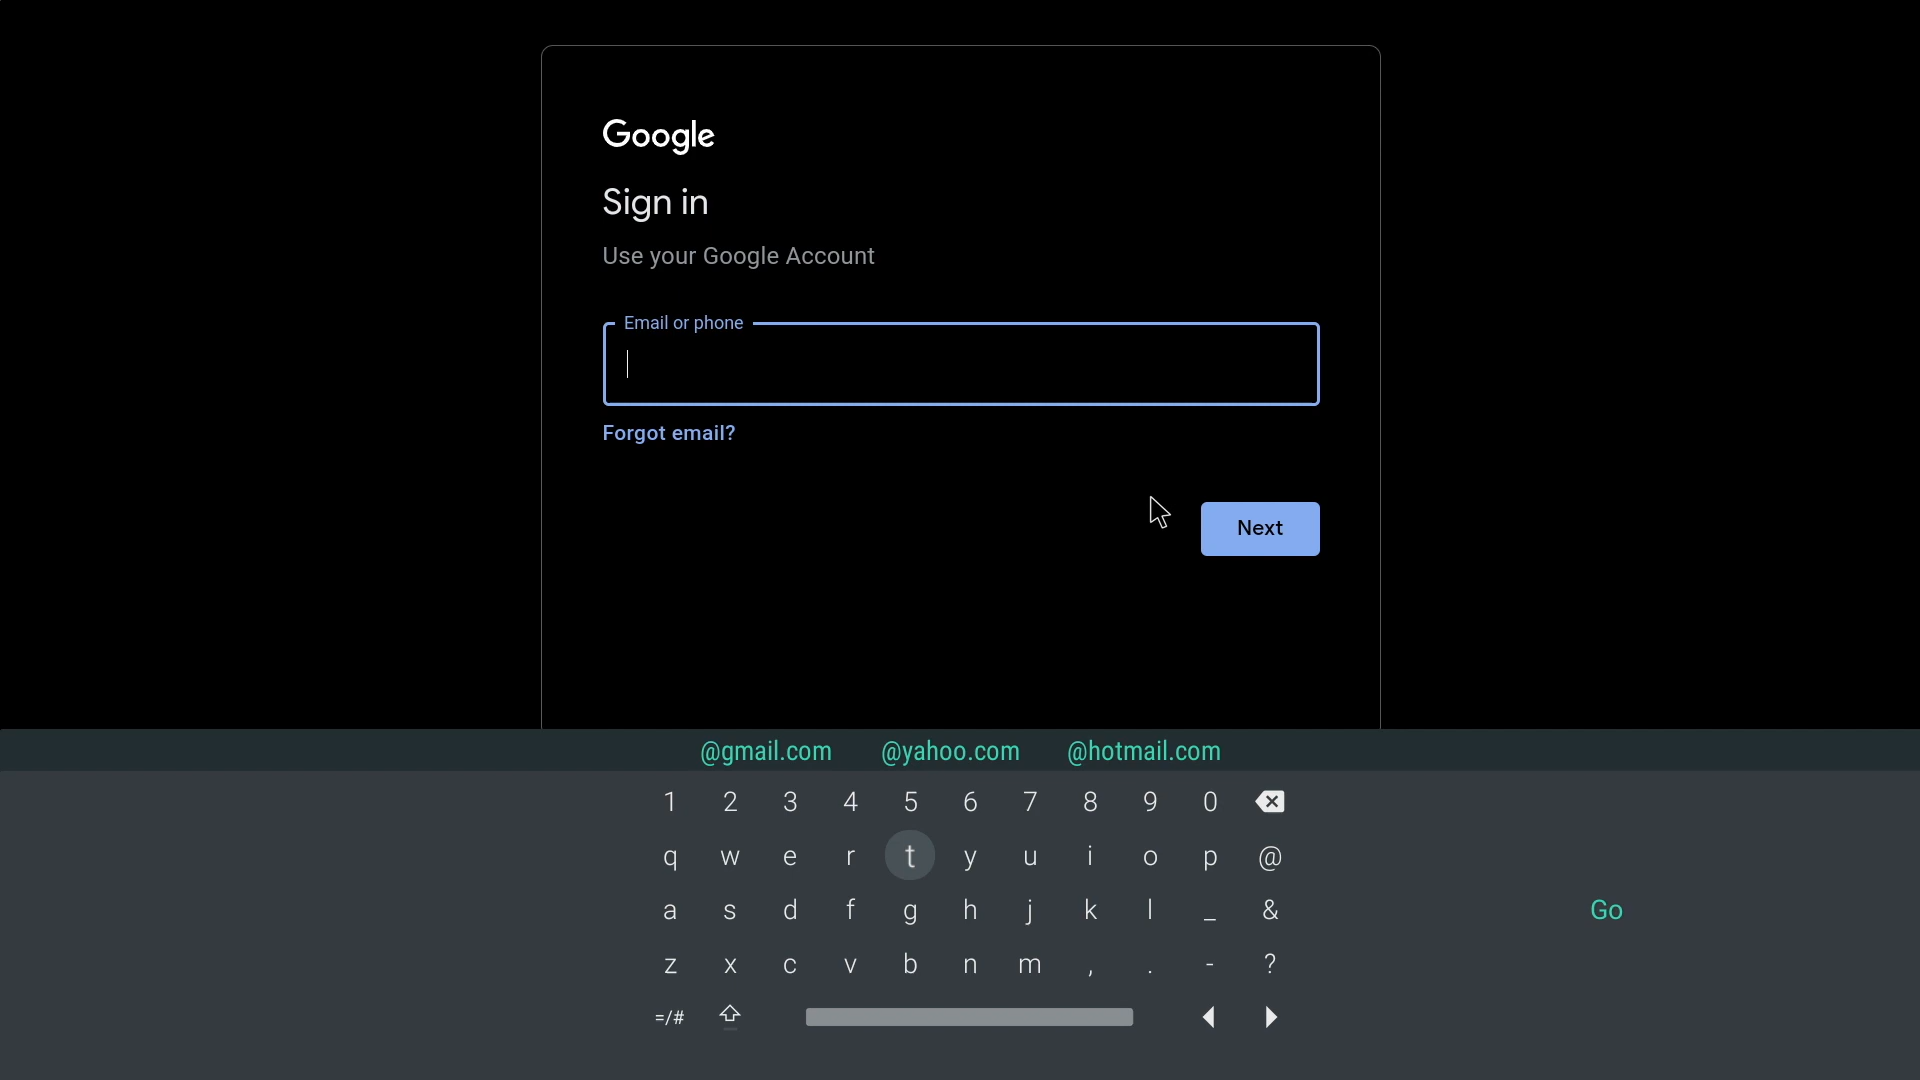 Google
Sign in
Use your Google Account
Email or phone
Forgot email?
Next
@gmail.com @yahoo.com @hotmail.com
1 2 3 4 5 6 7 8 9 0
q w e r t y u i o p @
a s d f g h j k l _ &
Go
z x c v b n m , . - ?
=/#